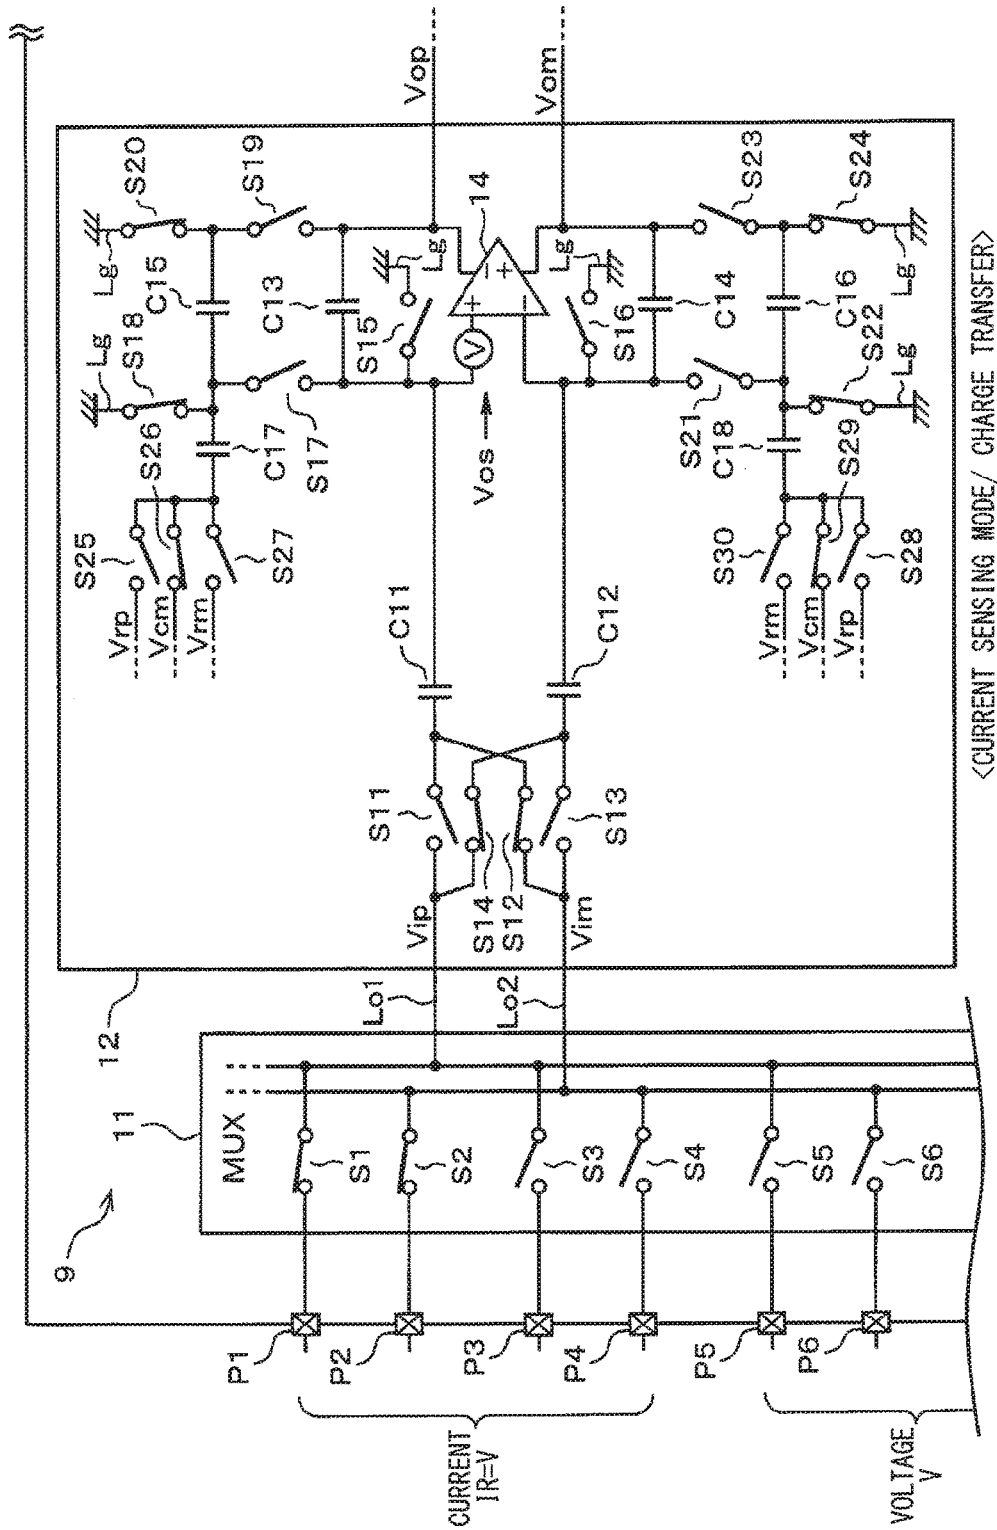 9
11
MUX
12
P1
P2
P3
P4
P5
P6
CURRENT
IR=V
VOLTAGE
V
S1
S2
S3
S4
S5
S6
Lo1
Lo2
Vip
Vim
S11
S14
S12
S13
C11
C12
Vrp
Vcm
Vrm
S25
S26
S27
C17
S17
S18
Lg
C15
Lg
S20
S19
C13
S15
Lg
Vos
V
+
−
−
+
14
Lg
S16
C14
Vop
Vom
Vrm
Vcm
Vrp
S30
S29
S28
C18
S21
S22
Lg
C16
S23
S24
Lg
<CURRENT SENSING MODE/ CHARGE TRANSFER>